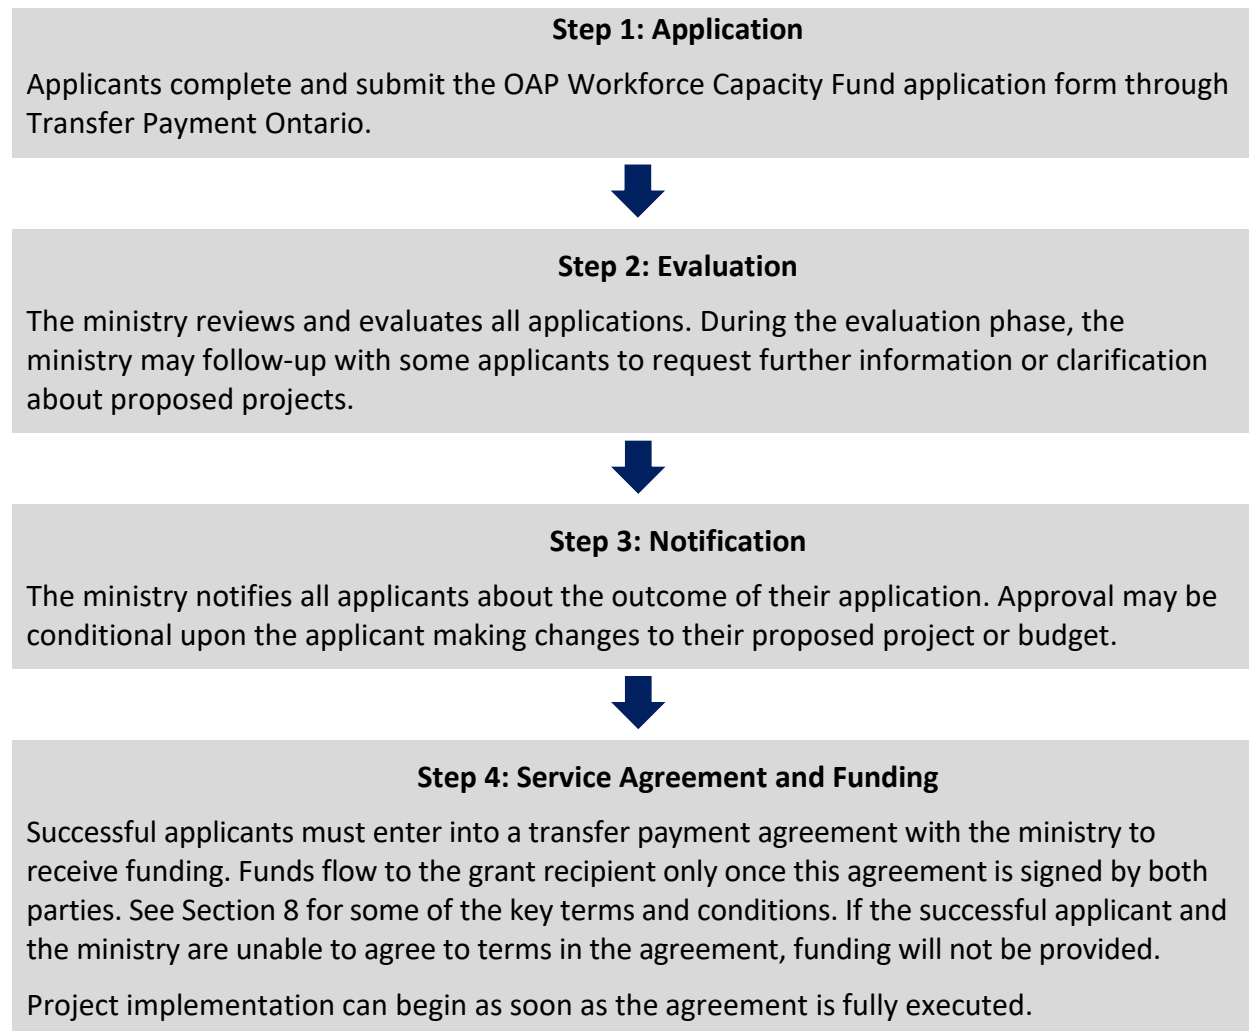 Step 1: Application
Applicants complete and submit the OAP Workforce Capacity Fund application form through
Transfer Payment Ontario.
Step 2: Evaluation
The ministry reviews and evaluates all applications. During the evaluation phase, the
ministry may follow-up with some applicants to request further information or clarification
about proposed projects.
Step 3: Notification
The ministry notifies all applicants about the outcome of their application. Approval may be
conditional upon the applicant making changes to their proposed project or budget.
Step 4: Service Agreement and Funding
Successful applicants must enter into a transfer payment agreement with the ministry to
receive funding. Funds flow to the grant recipient only once this agreement is signed by both
parties. See Section 8 for some of the key terms and conditions. If the successful applicant and
the ministry are unable to agree to terms in the agreement, funding will not be provided.
Project implementation can begin as soon as the agreement is fully executed.